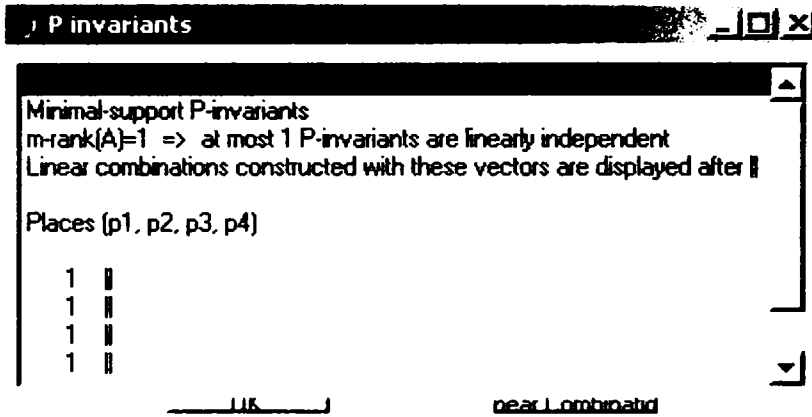 P invariants
Minimal-support P-invariants
m-rank(A)=1 => at most 1 P-invariants are linearly independent
Linear combinations constructed with these vectors are displayed after
Places (p1, p2, p3, p4)
1
1
1
1